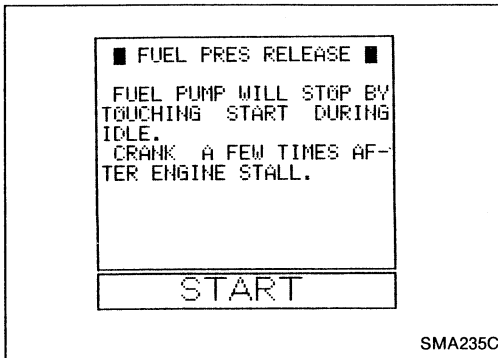 ■ FUEL PRES RELEASE ■
FUEL PUMP WILL STOP BY
TOUCHING START DURING
IDLE.
CRANK A FEW TIMES AF-
TER ENGINE STALL.
START
SMA235C